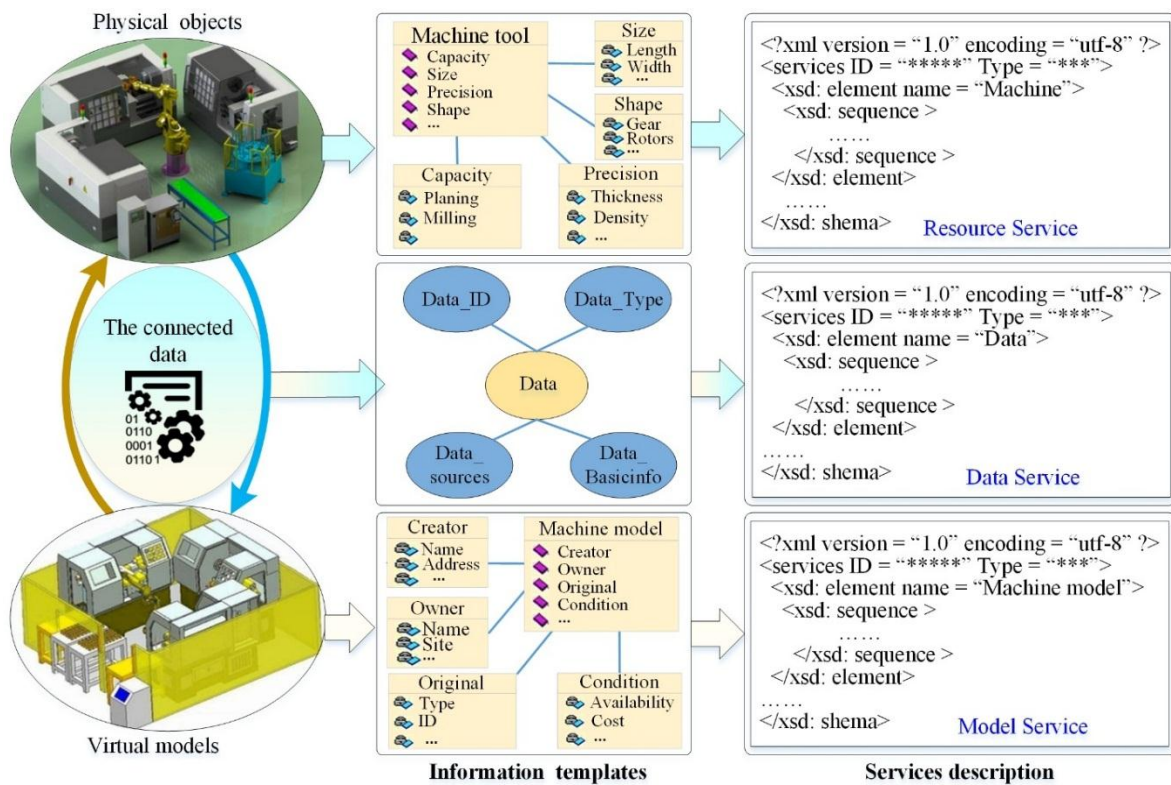 Physical objects
The connected
data
01
0110
0001
01101
Virtual models
Machine tool
Capacity
Size
Precision
Shape
...
Size
Length
Width
...
Shape
Gear
Rotors
...
Capacity
Planing
Milling
Precision
Thickness
Density
...
Data_ID
Data_Type
Data
Data_
sources
Data_
Basicinfo
Creator
Name
Address
...
Machine model
Creator
Owner
Original
Condition
...
Owner
Name
Site
...
Original
Type
ID
...
Condition
Availability
Cost
...
Information templates
<?xml version = “1.0” encoding = “utf-8” ?>
<services ID = “*****” Type = “***”>
<xsd: element name = “Machine”>
<xsd: sequence >
……
</xsd: sequence >
</xsd: element>
……
</xsd: shema>
Resource Service
<?xml version = “1.0” encoding = “utf-8” ?>
<services ID = “*****” Type = “***”>
<xsd: element name = “Data”>
<xsd: sequence >
……
</xsd: sequence >
</xsd: element>
……
</xsd: shema>
Data Service
<?xml version = “1.0” encoding = “utf-8” ?>
<services ID = “*****” Type = “***”>
<xsd: element name = “Machine model”>
<xsd: sequence >
……
</xsd: sequence >
</xsd: element>
……
</xsd: shema>
Model Service
Services description